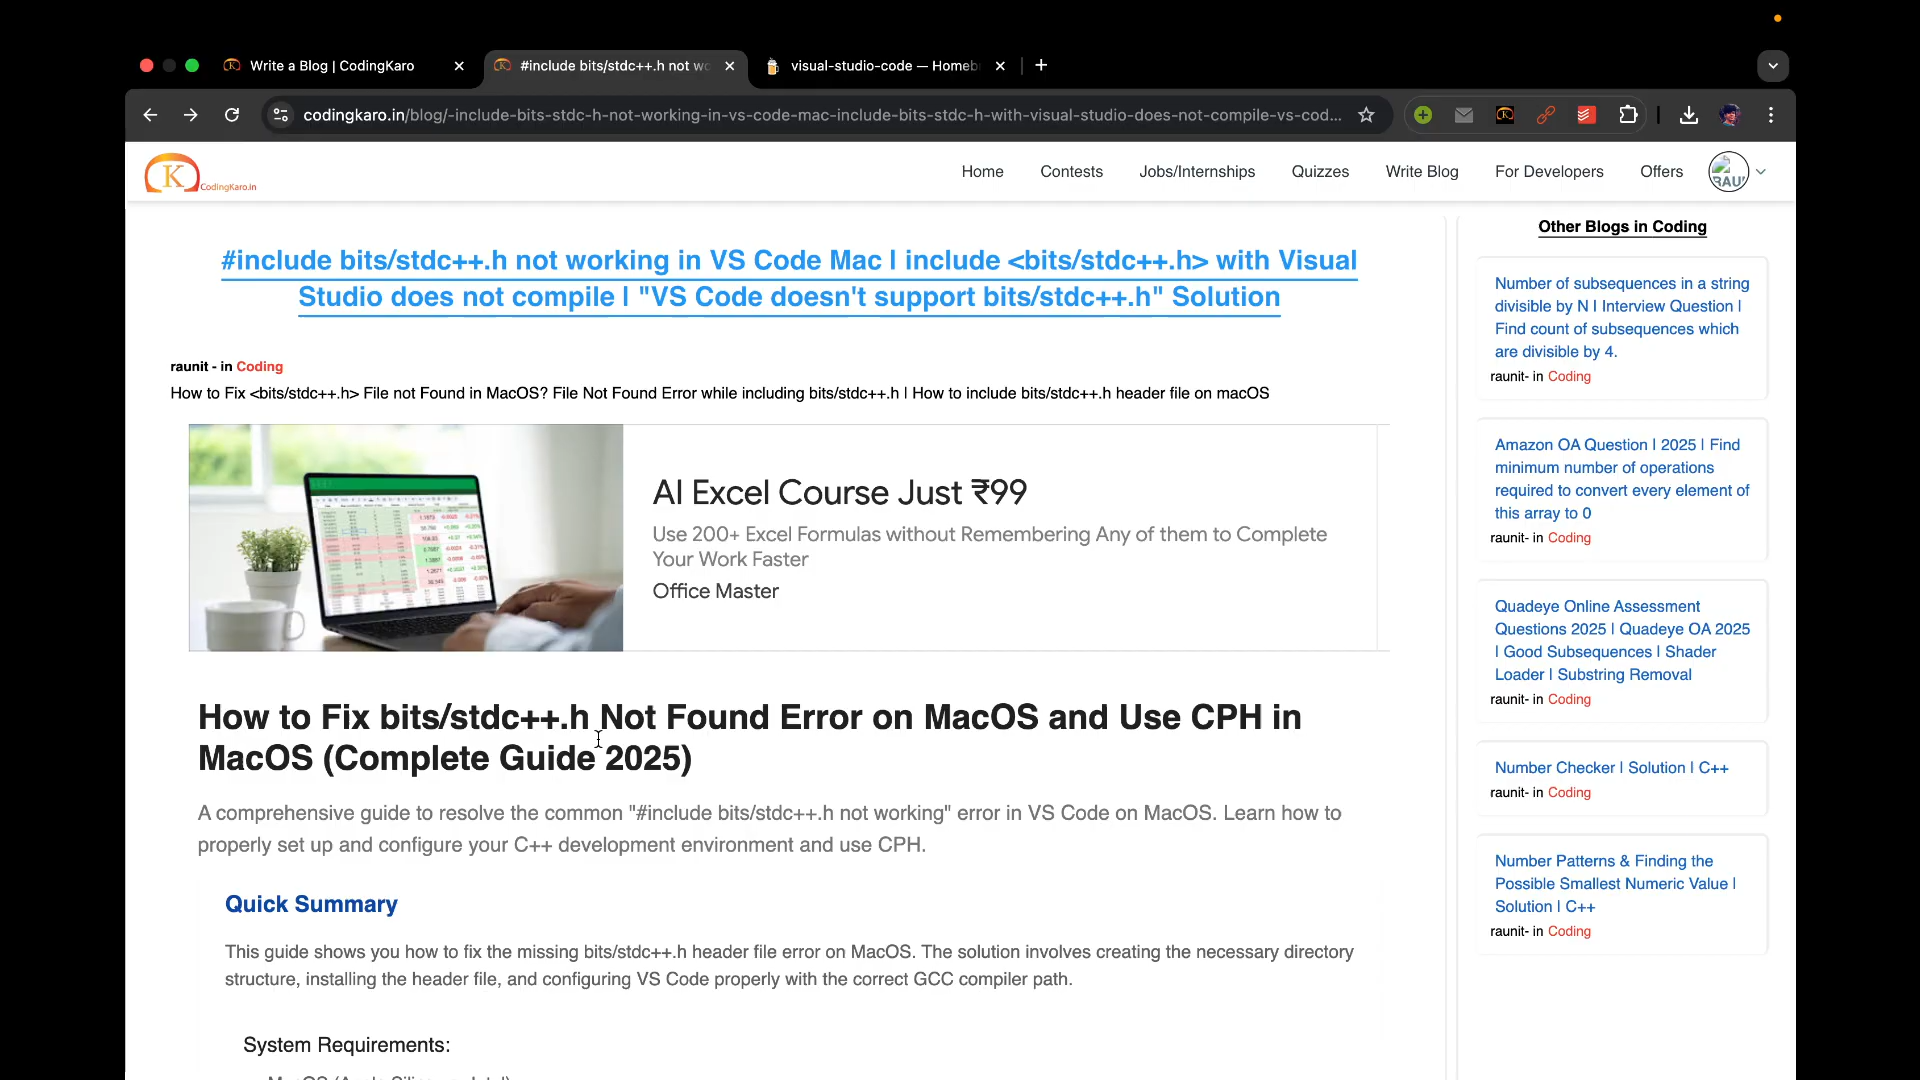 Write a Blog | CodingKaro
#include bits/stdc++.h not wo
visual-studio-code — Homeb
codingkaro.in/blog/-include-bits-stdc-h-not-working-in-vs-code-mac-include-bits-stdc-h-with-visual-studio-does-not-compile-vs-cod...
K
CodingKaro.in
Home
Contests
Jobs/Internships
Quizzes
Write Blog
For Developers
Offers
RAU
#include bits/stdc++.h not working in VS Code Mac | include <bits/stdc++.h> with Visual
Studio does not compile | "VS Code doesn't support bits/stdc++.h" Solution
raunit - in Coding
How to Fix <bits/stdc++.h> File not Found in MacOS? File Not Found Error while including bits/stdc++.h | How to include bits/stdc++.h header file on macOS
AI Excel Course Just ₹99
Use 200+ Excel Formulas without Remembering Any of them to Complete
Your Work Faster
Office Master
How to Fix bits/stdc++.h Not Found Error on MacOS and Use CPH in
MacOS (Complete Guide 2025)
A comprehensive guide to resolve the common "#include bits/stdc++.h not working" error in VS Code on MacOS. Learn how to
properly set up and configure your C++ development environment and use CPH.
Quick Summary
This guide shows you how to fix the missing bits/stdc++.h header file error on MacOS. The solution involves creating the necessary directory
structure, installing the header file, and configuring VS Code properly with the correct GCC compiler path.
System Requirements:
Other Blogs in Coding
Number of subsequences in a string
divisible by N | Interview Question |
Find count of subsequences which
are divisible by 4.
raunit- in Coding
Amazon OA Question | 2025 | Find
minimum number of operations
required to convert every element of
this array to 0
raunit- in Coding
Quadeye Online Assessment
Questions 2025 | Quadeye OA 2025
| Good Subsequences | Shader
Loader | Substring Removal
raunit- in Coding
Number Checker | Solution | C++
raunit- in Coding
Number Patterns & Finding the
Possible Smallest Numeric Value |
Solution | C++
raunit- in Coding